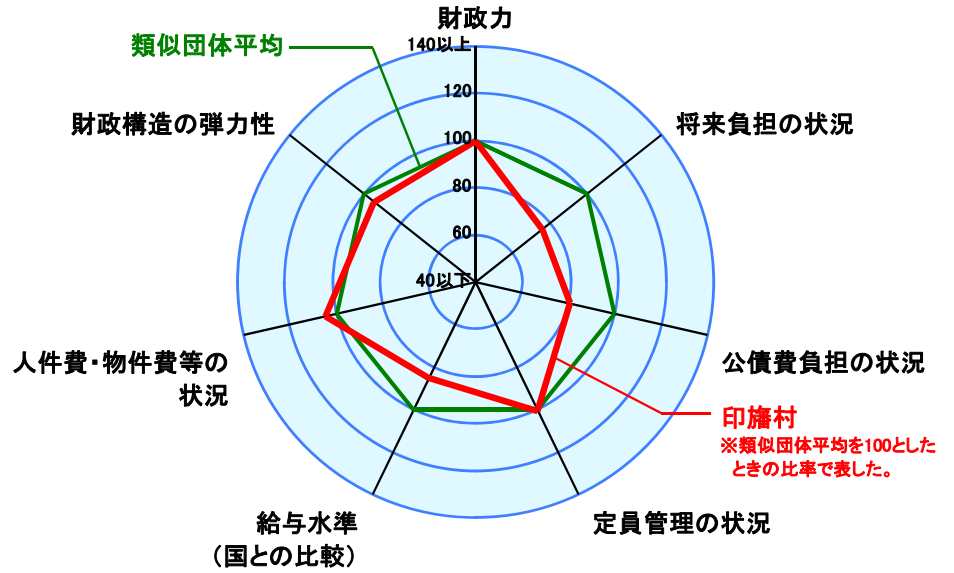 財政力
類似団体平均
140以上
120
100
80
60
40以下
財政構造の弾力性
将来負担の状況
人件費・物件費等の
状況
公債費負担の状況
印旛村
※類似団体平均を100とした
ときの比率で表した。
給与水準
（国との比較）
定員管理の状況